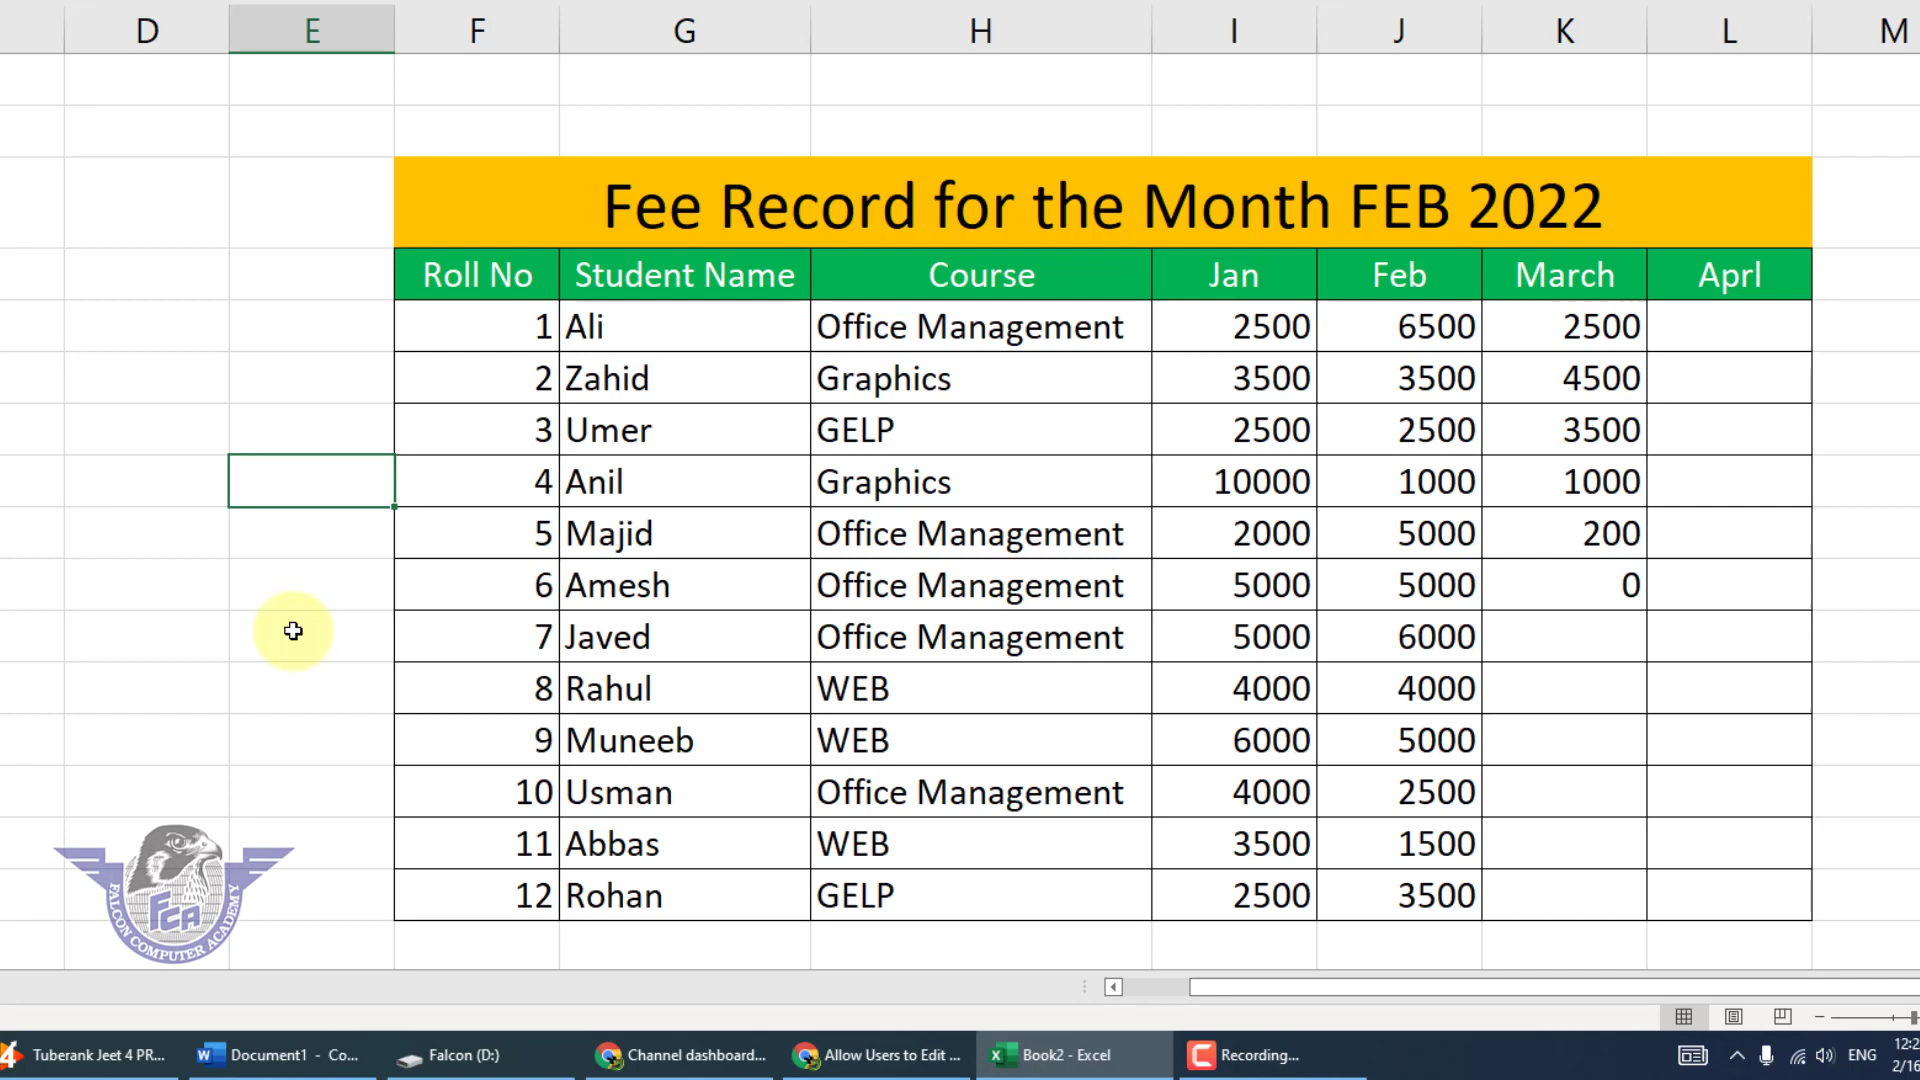 D E F G H I J K L M
Fee Record for the Month FEB 2022
Roll No Student Name Course Jan Feb March Aprl
1 Ali Office Management 2500 6500 2500
2 Zahid Graphics 3500 3500 4500
3 Umer GELP 2500 2500 3500
4 Anil Graphics 10000 1000 1000
5 Majid Office Management 2000 5000 200
6 Amesh Office Management 5000 5000 0
7 Javed Office Management 5000 6000
8 Rahul WEB 4000 4000
9 Muneeb WEB 6000 5000
10 Usman Office Management 4000 2500
11 Abbas WEB 3500 1500
12 Rohan GELP 2500 3500
FCA
FALCON COMPUTER ACADEMY
4 Tuberank Jeet 4 PR... Document1 - Co... Falcon (D:) Channel dashboard... Allow Users to Edit ... Book2 - Excel Recording... ENG 12:2
2/16